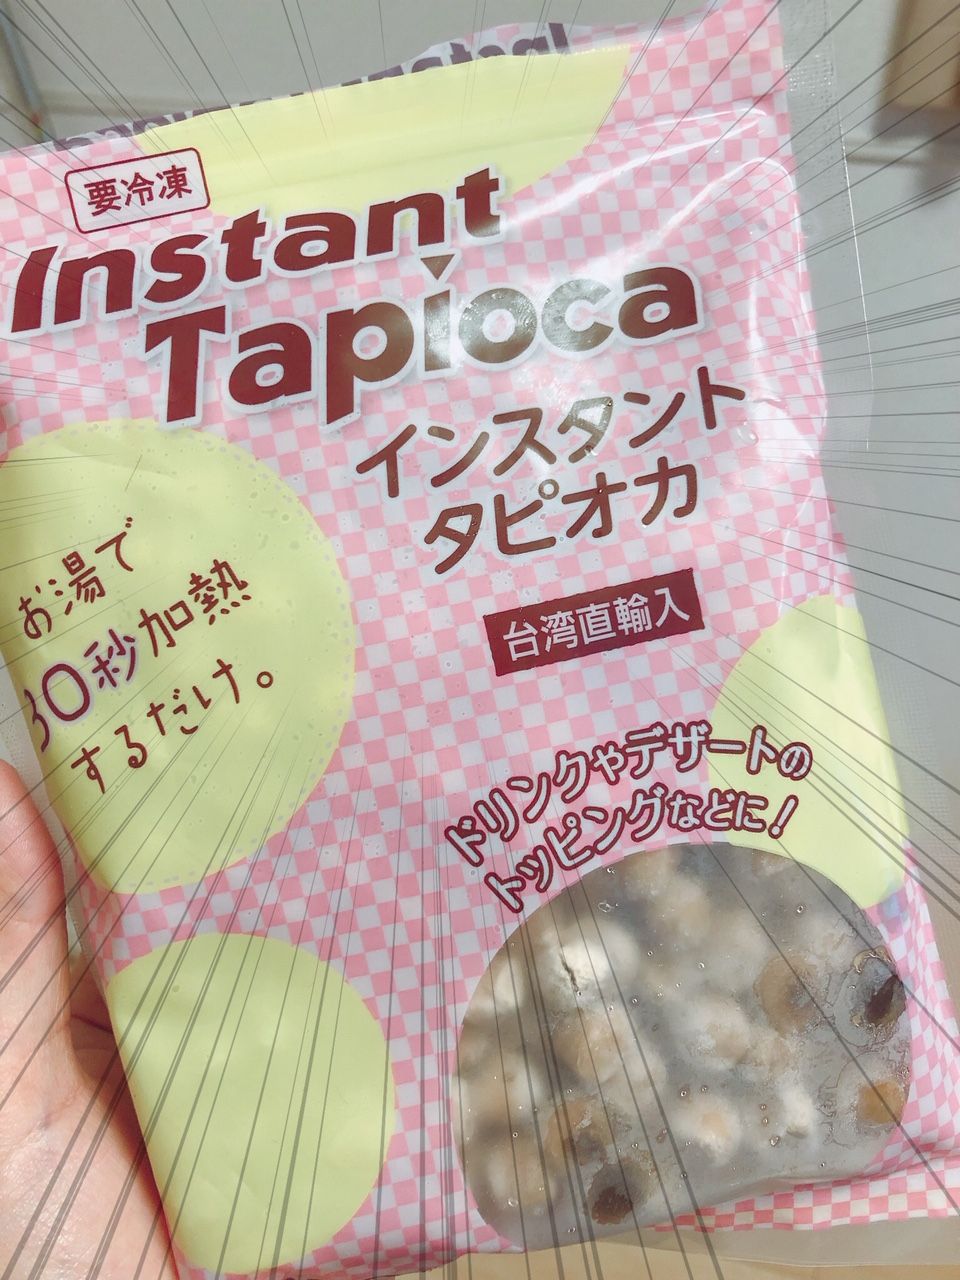 要冷凍
Instant
Tapioca
インスタント
タピオカ
お湯で
30秒加熱
するだけ。
台湾直輸入
ドリンクやデザートの
トッピングなどに！